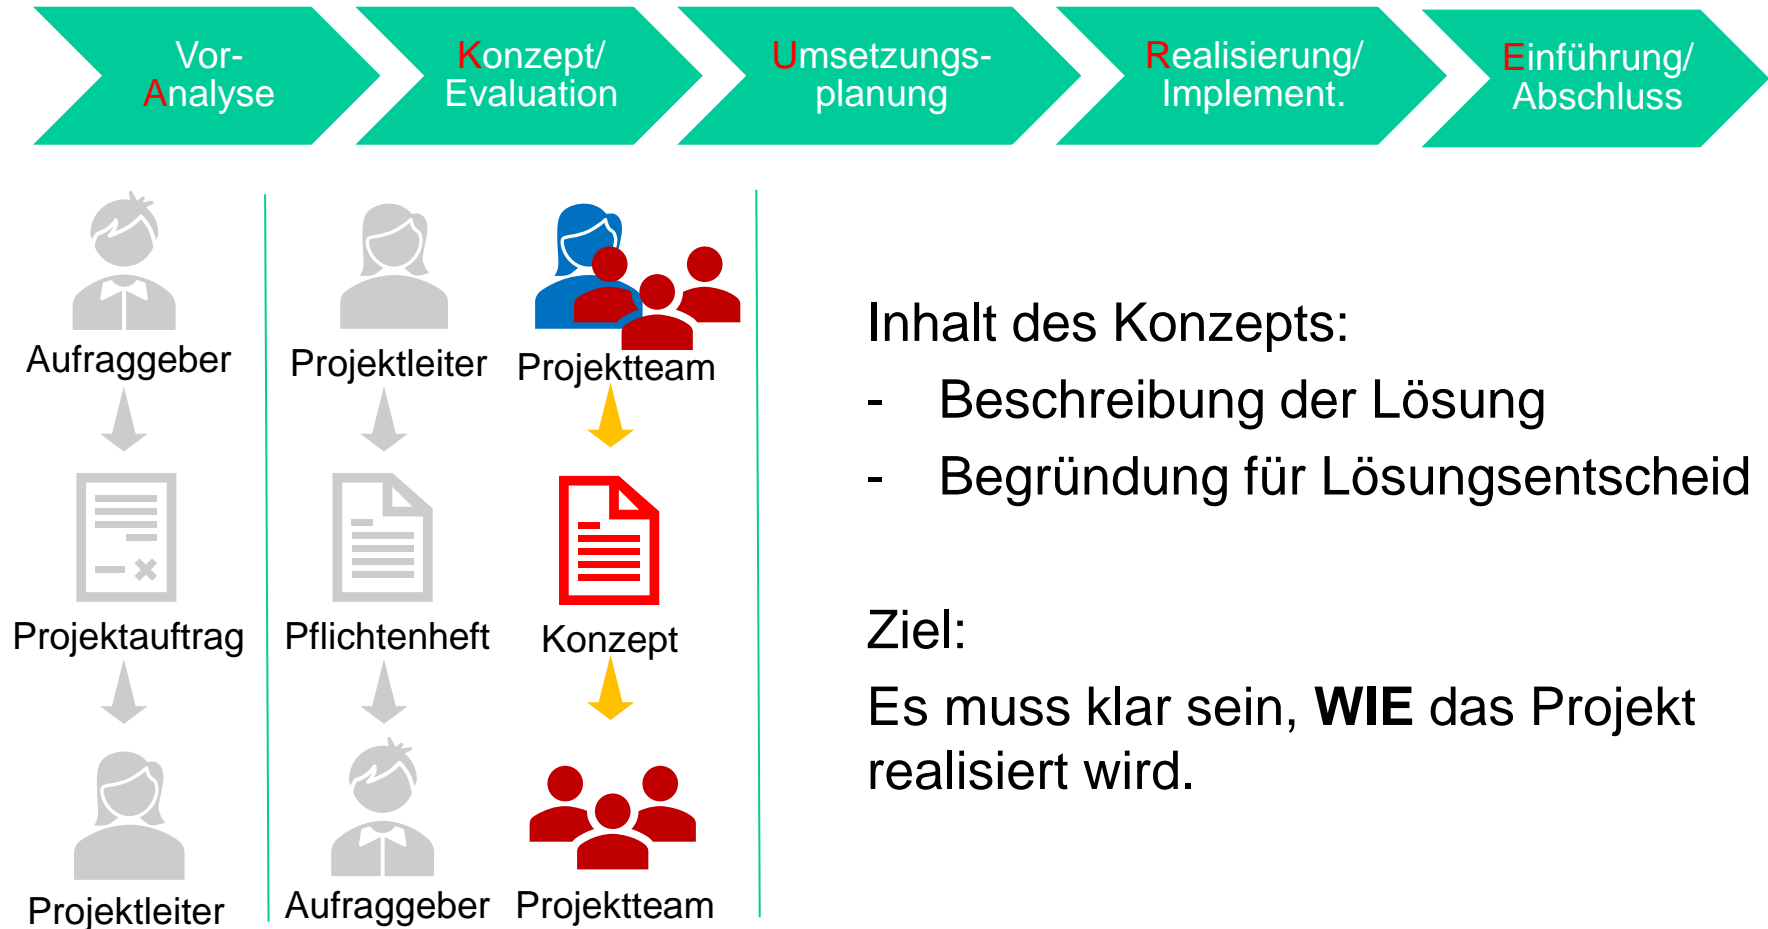 Vor-
Analyse
Konzept/
Evaluation
Umsetzungs-
planung
Realisierung/
Implement.
Einführung/
Abschluss
Aufraggeber
Projektleiter
Projektteam
Projektauftrag
Pflichtenheft
Konzept
Projektleiter
Aufraggeber
Projektteam
Inhalt des Konzepts:
- Beschreibung der Lösung
- Begründung für Lösungsentscheid
Ziel:
Es muss klar sein, WIE das Projekt
realisiert wird.